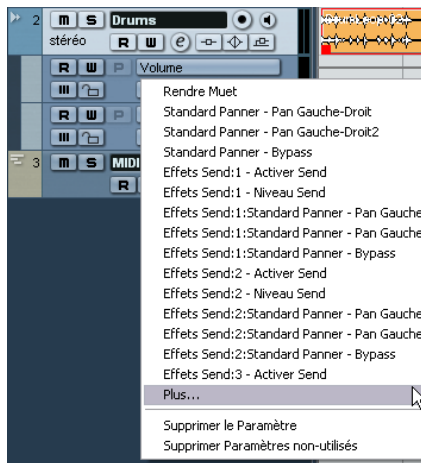 2 M S Drums
stéréo R W e
R W P Volume
R W P
3 M S MIDI
R
Rendre Muet
Standard Panner - Pan Gauche-Droit
Standard Panner - Pan Gauche-Droit2
Standard Panner - Bypass
Effets Send:1 - Activer Send
Effets Send:1 - Niveau Send
Effets Send:1:Standard Panner - Pan Gauche
Effets Send:1:Standard Panner - Pan Gauche
Effets Send:1:Standard Panner - Bypass
Effets Send:2 - Activer Send
Effets Send:2 - Niveau Send
Effets Send:2:Standard Panner - Pan Gauche
Effets Send:2:Standard Panner - Pan Gauche
Effets Send:2:Standard Panner - Bypass
Effets Send:3 - Activer Send
Plus...
Supprimer le Paramètre
Supprimer Paramètres non-utilisés